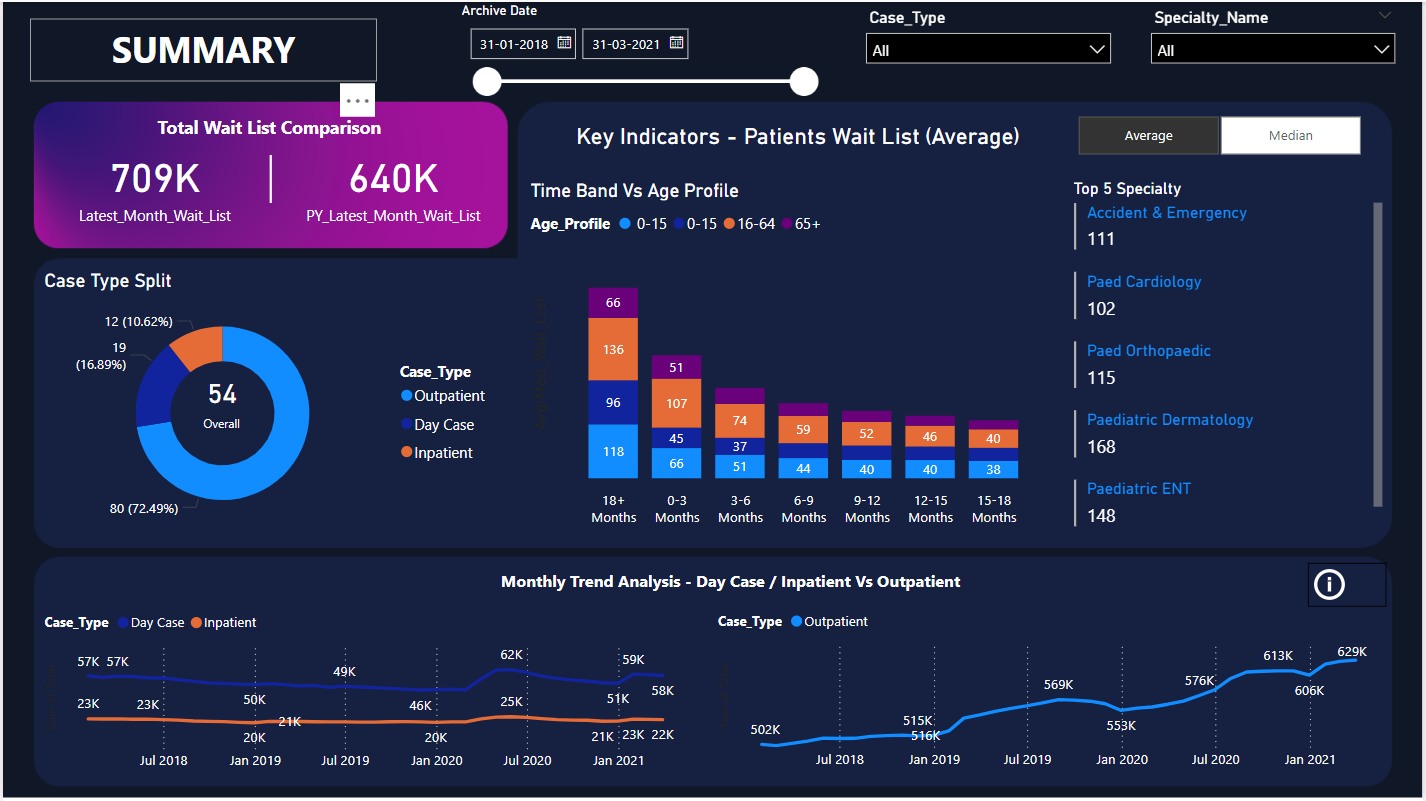 SUMMARY
Archive Date
31-01-2018
31-03-2021
Case_Type
All
Specialty_Name
All
Total Wait List Comparison
709K
Latest_Month_Wait_List
640K
PY_Latest_Month_Wait_List
Key Indicators - Patients Wait List (Average)
Average
Median
Case Type Split
12 (10.62%)
19
(16.89%)
54
Overall
80 (72.49%)
Case_Type
Outpatient
Day Case
Inpatient
Time Band Vs Age Profile
Age_Profile 0-15 0-15 16-64 65+
66
136
96
118
51
107
45
66
74
37
51
59
44
52
40
46
40
40
38
18+ 0-3 3-6 6-9 9-12 12-15 15-18
Months Months Months Months Months Months Months
Top 5 Specialty
Accident & Emergency
111
Paed Cardiology
102
Paed Orthopaedic
115
Paediatric Dermatology
168
Paediatric ENT
148
Monthly Trend Analysis - Day Case / Inpatient Vs Outpatient
Case_Type Day Case Inpatient
57K 57K 50K 49K 46K 62K 51K 59K 58K
23K 23K 20K 21K 20K 25K 21K 23K 22K
Jul 2018 Jan 2019 Jul 2019 Jan 2020 Jul 2020 Jan 2021
Case_Type Outpatient
502K 515K 516K 569K 553K 576K 613K 606K 629K
Jul 2018 Jan 2019 Jul 2019 Jan 2020 Jul 2020 Jan 2021